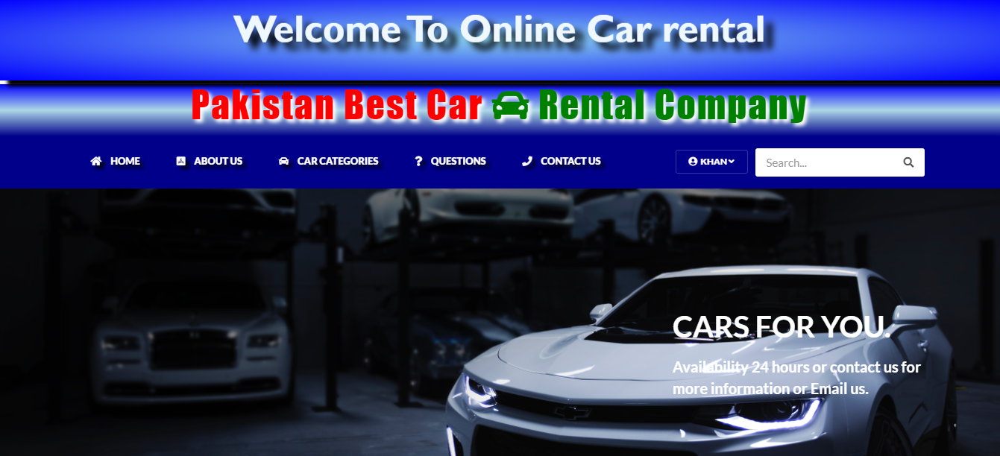 Welcome To Online Car rental
Pakistan Best Car Rental Company
HOME ABOUT US CAR CATEGORIES QUESTIONS CONTACT US KHAN Search...
CARS FOR YOU.
Availability 24 hours or contact us for
more information or Email us.